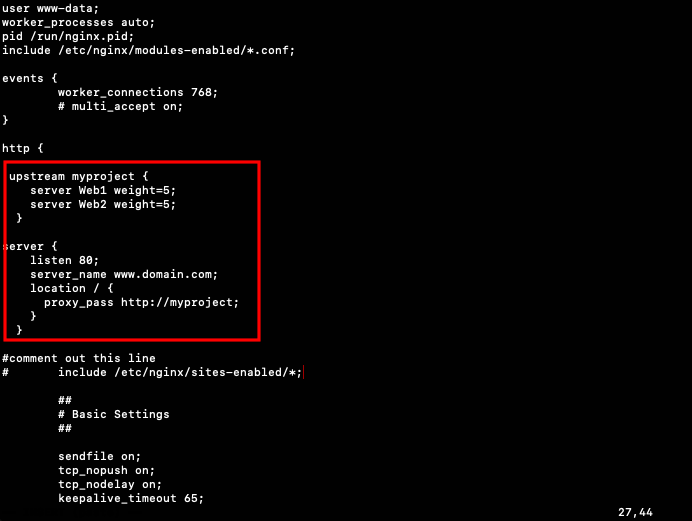 user www-data;
worker_processes auto;
pid /run/nginx.pid;
include /etc/nginx/modules-enabled/*.conf;
events {
worker_connections 768;
# multi_accept on;
}
http {
upstream myproject {
server Web1 weight=5;
server Web2 weight=5;
}
server {
listen 80;
server_name www.domain.com;
location / {
proxy_pass http://myproject;
}
}
#comment out this line
# include /etc/nginx/sites-enabled/*;
##
# Basic Settings
##
sendfile on;
tcp_nopush on;
tcp_nodelay on;
keepalive_timeout 65;
27,44